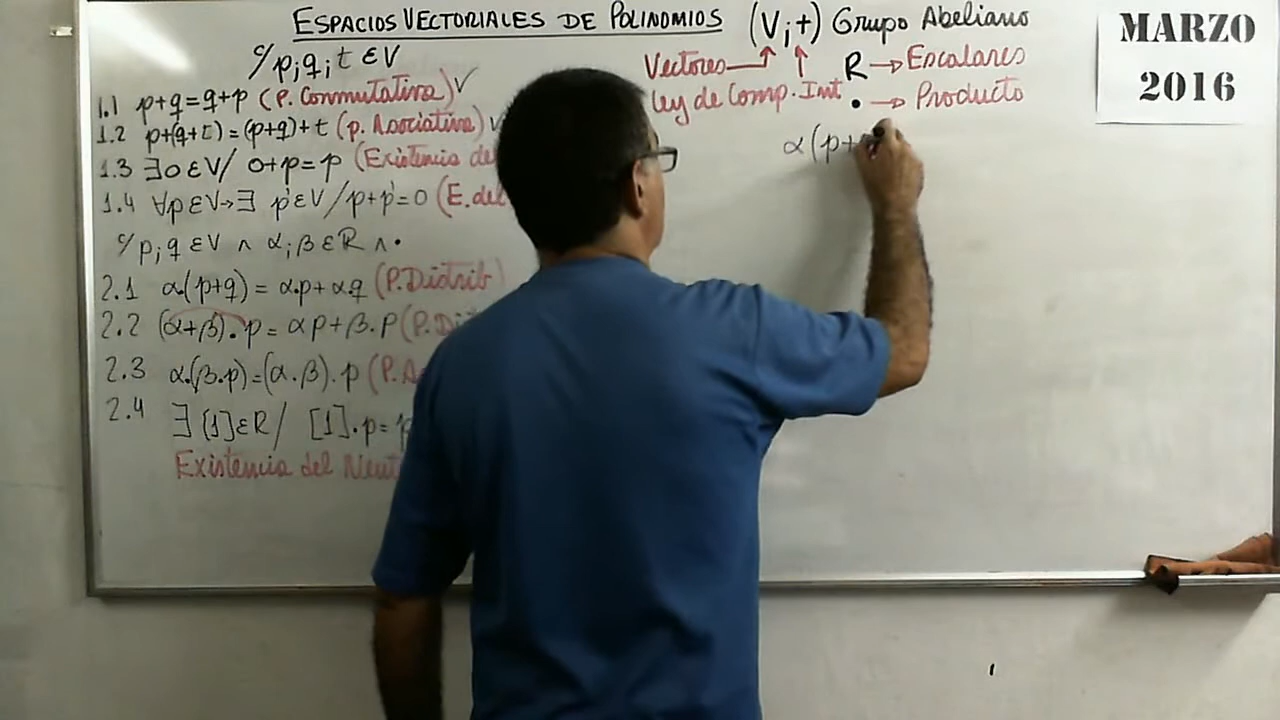 ESPACIOS VECTORIALES DE POLINOMIOS (V;+) Grupo Abeliano
MARZO
2016
c/ p;q;t ∈ V
Vectores → R → Escalares
Ley de Comp. Int • → Producto
1.1 p+q=q+p (P. Conmutativa) ✓
1.2 p+(q+t)=(p+q)+t (p. Asociativa) ✓
1.3 ∃0 ∈ V/ 0+p=p (Existencia del
1.4 ∀p∈V→∃ p'∈V/p+p'=0 (E. del
c/ p;q ∈ V ∧ α;β ∈ R ∧ •
2.1 α.(p+q) = α.p+α.q (P. Distrib)
2.2 (α+β).p = αp+β.p (P. Dist
2.3 α.(β.p)=(α.β).p (P.
2.4 ∃ [1]∈R/ [1].p=
Existencia del
α(p+